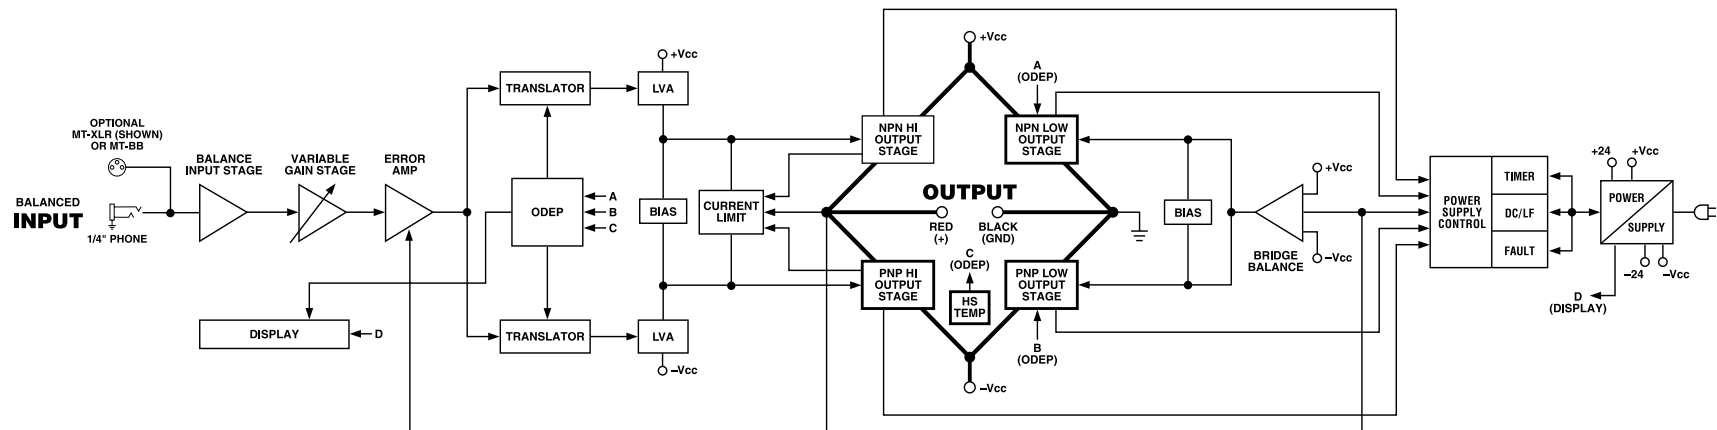 OPTIONAL
MT-XLR (SHOWN)
OR MT-BB
BALANCED
INPUT
1/4" PHONE
BALANCE
INPUT STAGE
VARIABLE
GAIN STAGE
ERROR
AMP
TRANSLATOR
ODEP
A
B
C
TRANSLATOR
DISPLAY
D
+Vcc
LVA
BIAS
LVA
–Vcc
CURRENT
LIMIT
NPN HI
OUTPUT
STAGE
PNP HI
OUTPUT
STAGE
+Vcc
OUTPUT
RED
(+)
BLACK
(GND)
C
(ODEP)
HS
TEMP
–Vcc
A
(ODEP)
NPN LOW
OUTPUT
STAGE
PNP LOW
OUTPUT
STAGE
B
(ODEP)
BIAS
+Vcc
–Vcc
BRIDGE
BALANCE
POWER
SUPPLY
CONTROL
TIMER
DC/LF
FAULT
+24
+Vcc
POWER
SUPPLY
–24
–Vcc
D
(DISPLAY)